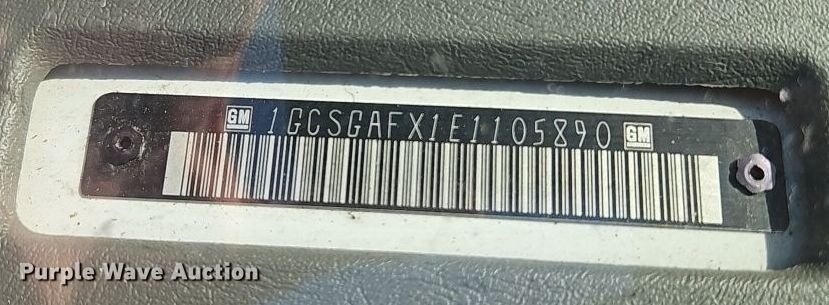 GM 1GCSGAFX1E1105890 GM
Purple Wave Auction